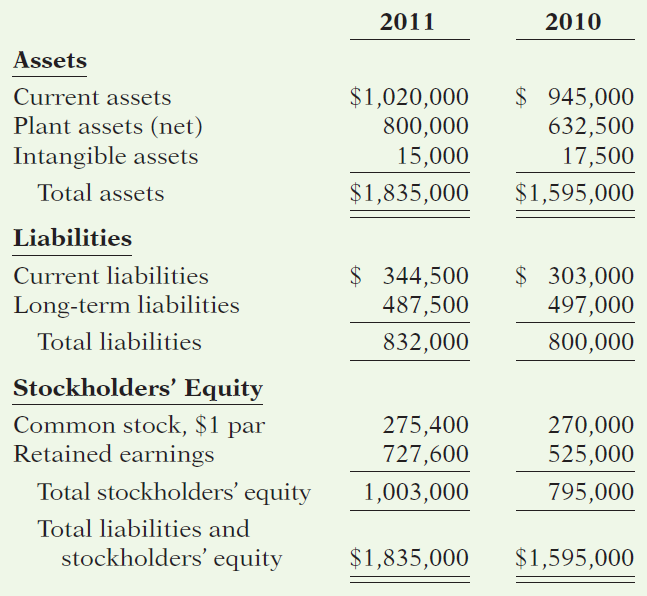 2011 2010
Assets
Current assets $1,020,000 $ 945,000
Plant assets (net) 800,000 632,500
Intangible assets 15,000 17,500
Total assets $1,835,000 $1,595,000
Liabilities
Current liabilities $ 344,500 $ 303,000
Long-term liabilities 487,500 497,000
Total liabilities 832,000 800,000
Stockholders’ Equity
Common stock, $1 par 275,400 270,000
Retained earnings 727,600 525,000
Total stockholders’ equity 1,003,000 795,000
Total liabilities and
stockholders’ equity $1,835,000 $1,595,000